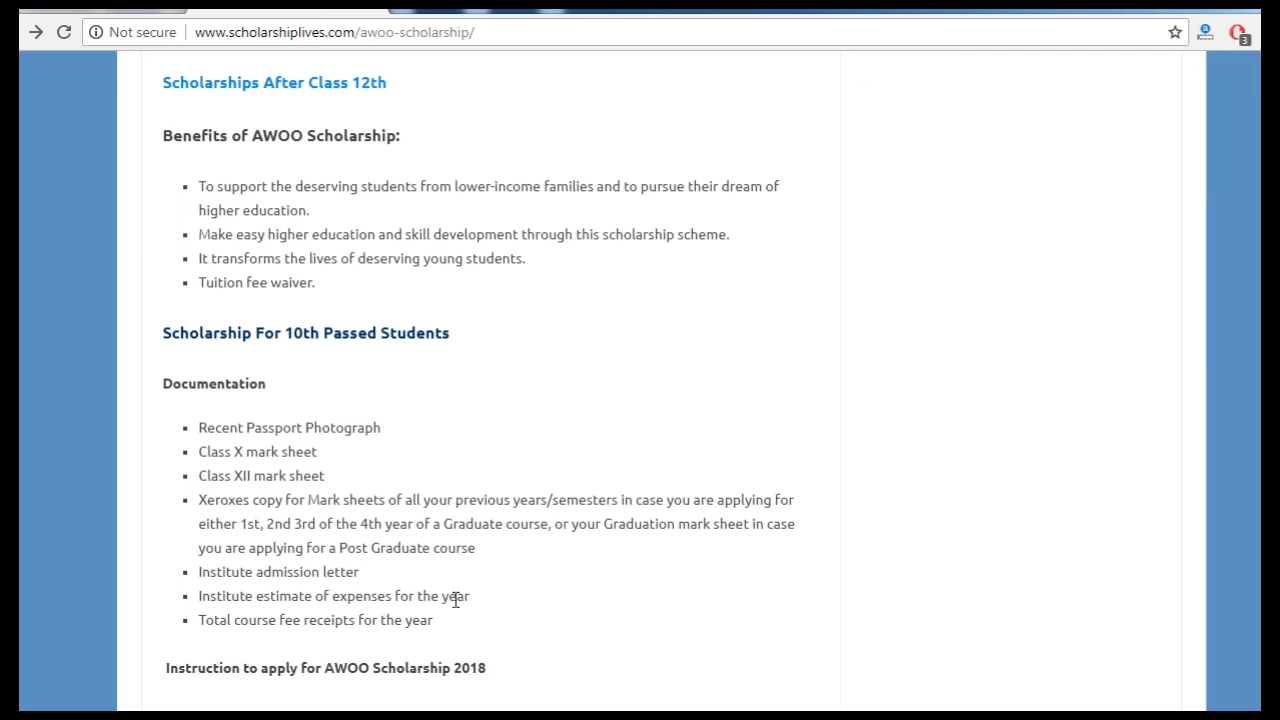 Not secure
www.scholarshiplives.com/awoo-scholarship/
3
Scholarships After Class 12th
Benefits of AWOO Scholarship:
To support the deserving students from lower-income families and to pursue their dream of
higher education.
Make easy higher education and skill development through this scholarship scheme.
It transforms the lives of deserving young students.
Tuition fee waiver.
Scholarship For 10th Passed Students
Documentation
Recent Passport Photograph
Class X mark sheet
Class XII mark sheet
Xeroxes copy for Mark sheets of all your previous years/semesters in case you are applying for
either 1st, 2nd 3rd of the 4th year of a Graduate course, or your Graduation mark sheet in case
you are applying for a Post Graduate course
Institute admission letter
Institute estimate of expenses for the year
Total course fee receipts for the year
Instruction to apply for AWOO Scholarship 2018